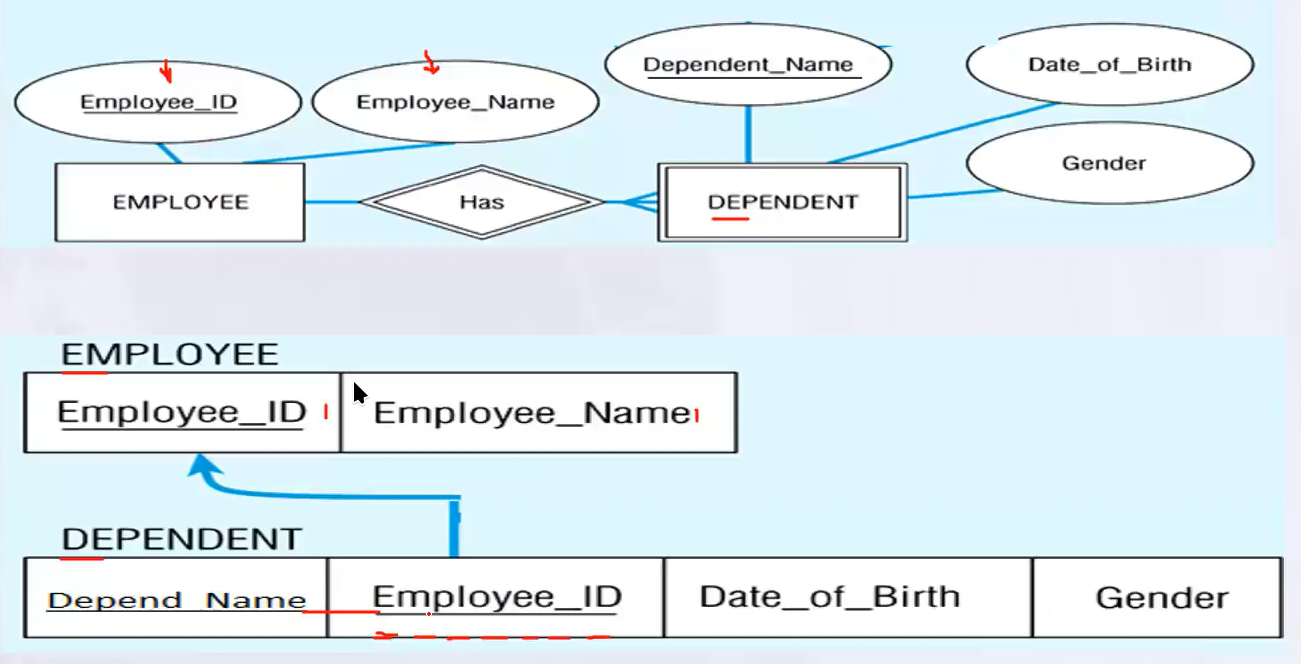 Dependent_Name
Date_of_Birth
Employee_ID
Employee_Name
Gender
EMPLOYEE
Has
DEPENDENT
EMPLOYEE
Employee_ID
Employee_Name
DEPENDENT
Depend_Name
Employee_ID
Date_of_Birth
Gender